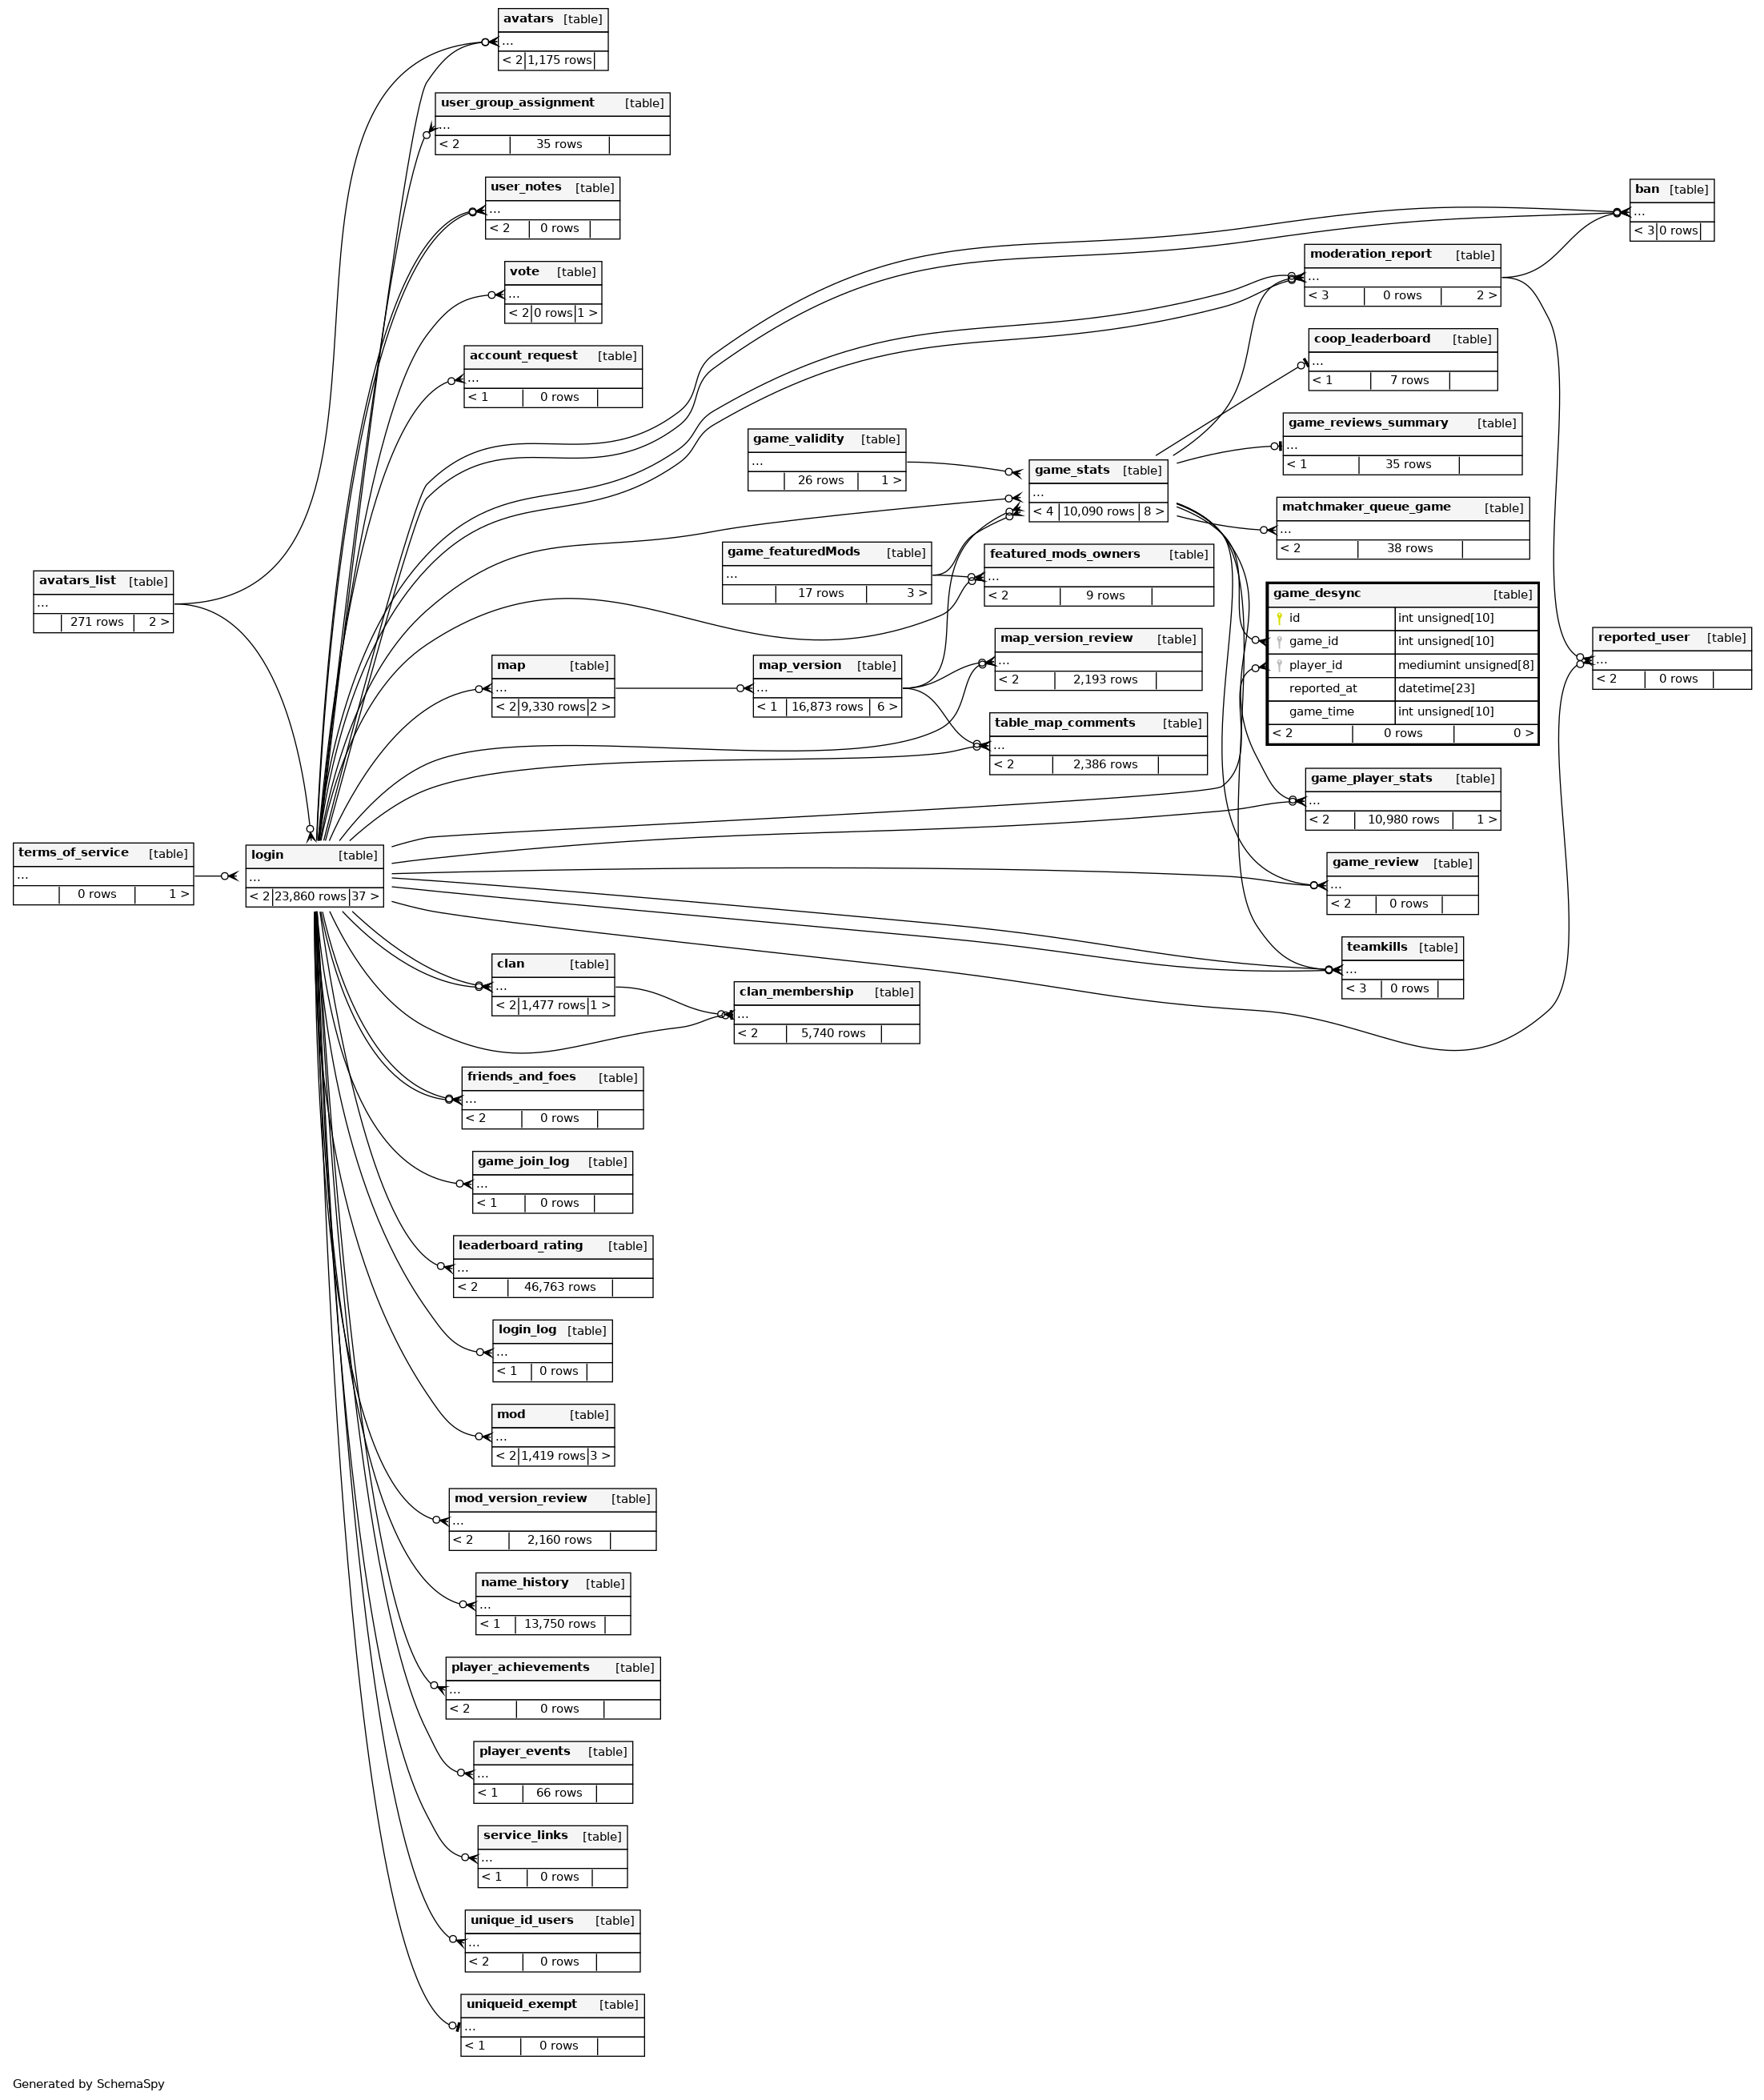 avatars [table]
...
< 2 1,175 rows
user_group_assignment [table]
...
< 2 35 rows
user_notes [table]
...
< 2 0 rows
vote [table]
...
< 2 0 rows 1 >
account_request [table]
...
< 1 0 rows
ban [table]
...
< 3 0 rows
moderation_report [table]
...
< 3 0 rows 2 >
coop_leaderboard [table]
...
< 1 7 rows
game_reviews_summary [table]
...
< 1 35 rows
game_validity [table]
...
26 rows 1 >
game_stats [table]
...
< 4 10,090 rows 8 >
matchmaker_queue_game [table]
...
< 2 38 rows
game_featuredMods [table]
...
17 rows 3 >
featured_mods_owners [table]
...
< 2 9 rows
avatars_list [table]
...
271 rows 2 >
game_desync [table]
id int unsigned[10]
game_id int unsigned[10]
player_id mediumint unsigned[8]
reported_at datetime[23]
game_time int unsigned[10]
< 2 0 rows 0 >
reported_user [table]
...
< 2 0 rows
map_version_review [table]
...
< 2 2,193 rows
map [table]
...
< 2 9,330 rows 2 >
map_version [table]
...
< 1 16,873 rows 6 >
table_map_comments [table]
...
< 2 2,386 rows
game_player_stats [table]
...
< 2 10,980 rows 1 >
terms_of_service [table]
...
0 rows 1 >
login [table]
...
< 2 23,860 rows 37 >
game_review [table]
...
< 2 0 rows
teamkills [table]
...
< 3 0 rows
clan [table]
...
< 2 1,477 rows 1 >
clan_membership [table]
...
< 2 5,740 rows
friends_and_foes [table]
...
< 2 0 rows
game_join_log [table]
...
< 1 0 rows
leaderboard_rating [table]
...
< 2 46,763 rows
login_log [table]
...
< 1 0 rows
mod [table]
...
< 2 1,419 rows 3 >
mod_version_review [table]
...
< 2 2,160 rows
name_history [table]
...
< 1 13,750 rows
player_achievements [table]
...
< 2 0 rows
player_events [table]
...
< 1 66 rows
service_links [table]
...
< 1 0 rows
unique_id_users [table]
...
< 2 0 rows
uniqueid_exempt [table]
...
< 1 0 rows
Generated by SchemaSpy